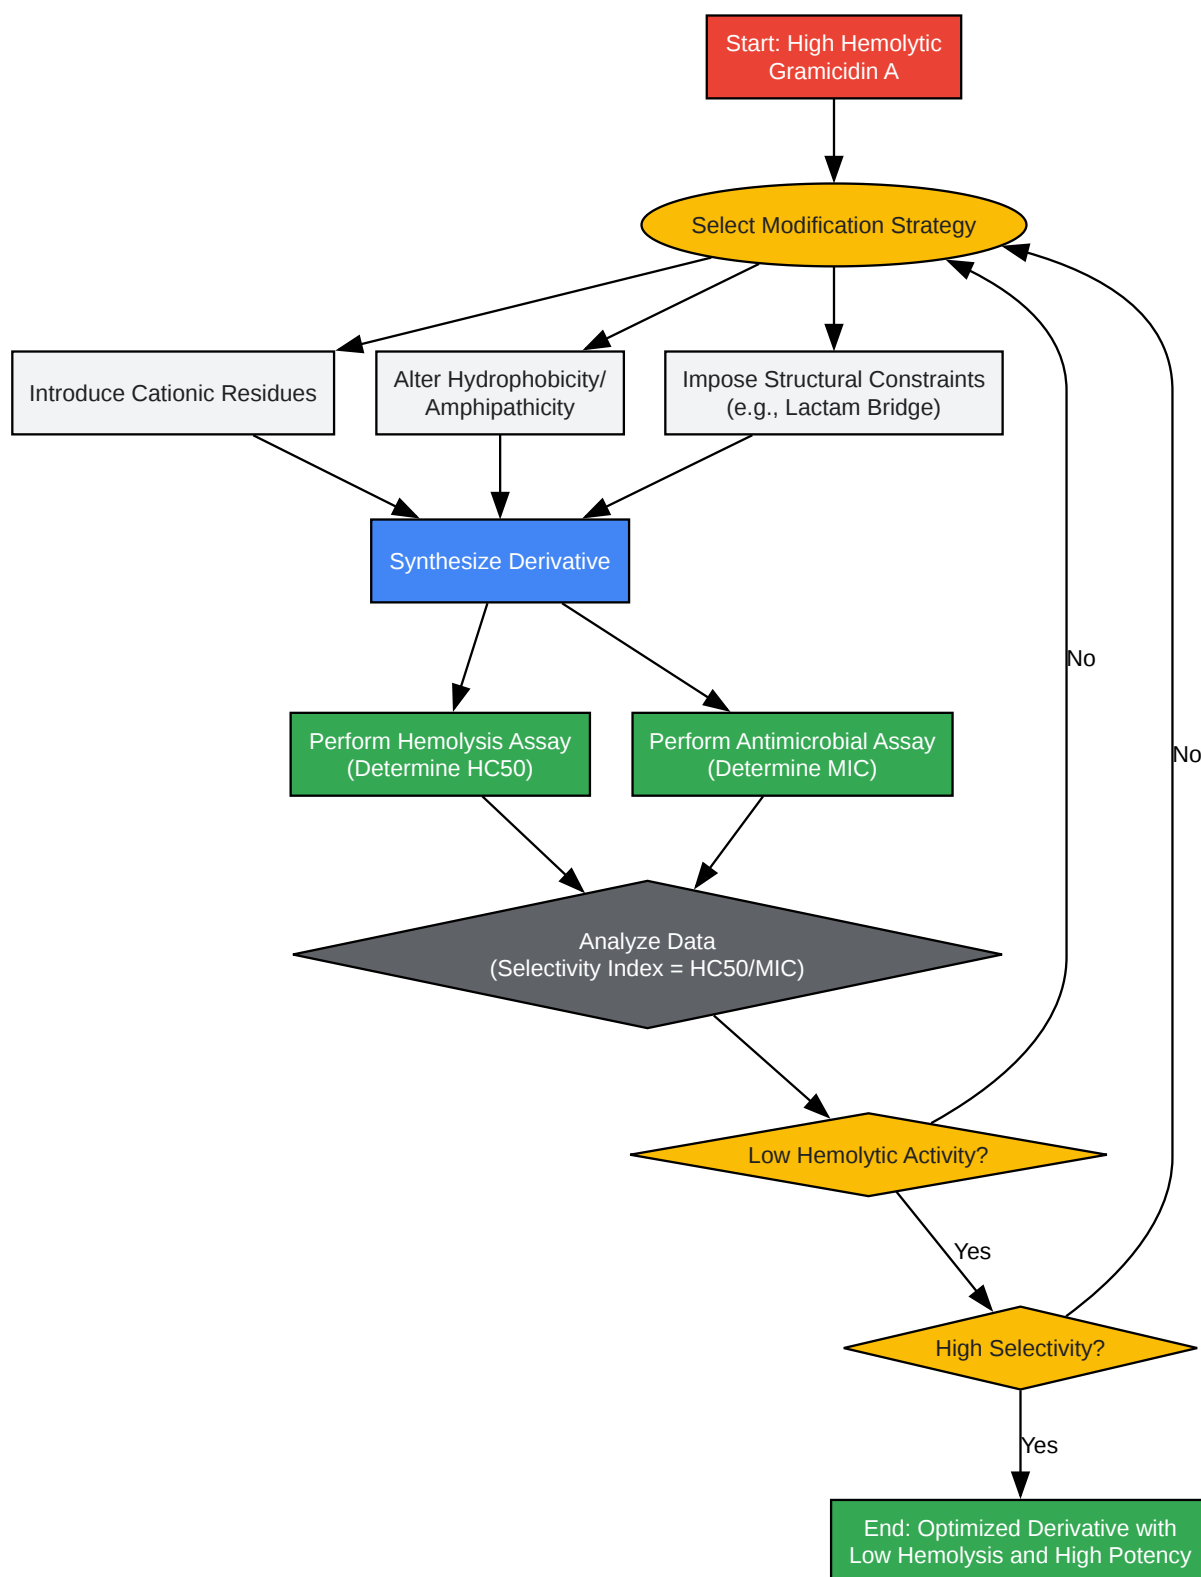 Start: High Hemolytic
Gramicidin A
Select Modification Strategy
Introduce Cationic Residues
Alter Hydrophobicity/
Amphipathicity
Impose Structural Constraints
(e.g., Lactam Bridge)
Synthesize Derivative
No
Perform Hemolysis Assay
(Determine HC50)
Perform Antimicrobial Assay
(Determine MIC)
No
Analyze Data
(Selectivity Index = HC50/MIC)
Low Hemolytic Activity?
Yes
High Selectivity?
Yes
End: Optimized Derivative with
Low Hemolysis and High Potency